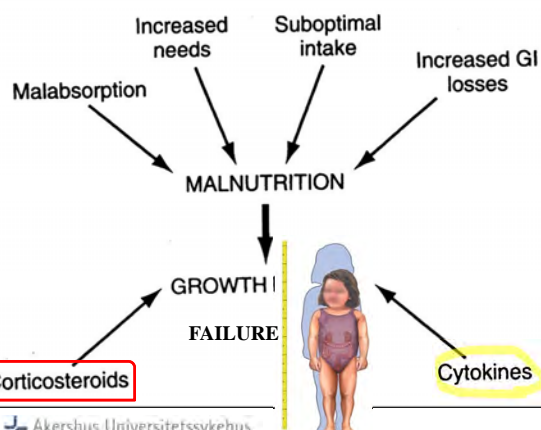 Increased
needs
Suboptimal
intake
Increased GI
losses
Malabsorption
MALNUTRITION
GROWTH
FAILURE
orticosteroids
Cytokines
Akershus Universitetssykehus